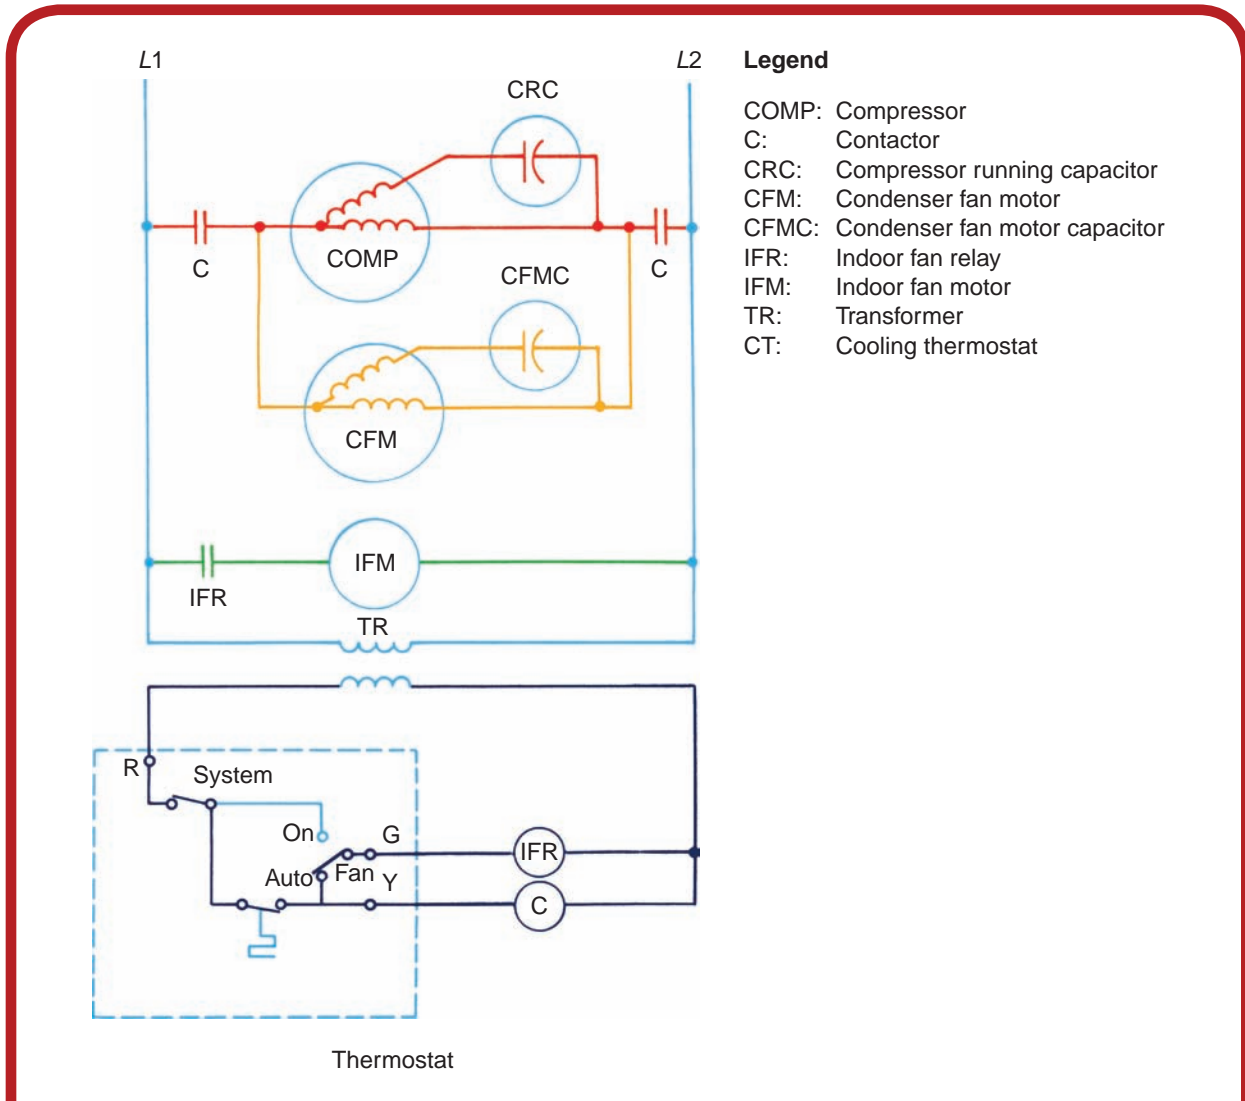 L1
L2
CRC
C
COMP
C
CFMC
CFM
IFM
IFR
TR
R
System
On
G
IFR
Auto
Fan
Y
C
Thermostat
Legend
COMP: Compressor
C: Contactor
CRC: Compressor running capacitor
CFM: Condenser fan motor
CFMC: Condenser fan motor capacitor
IFR: Indoor fan relay
IFM: Indoor fan motor
TR: Transformer
CT: Cooling thermostat